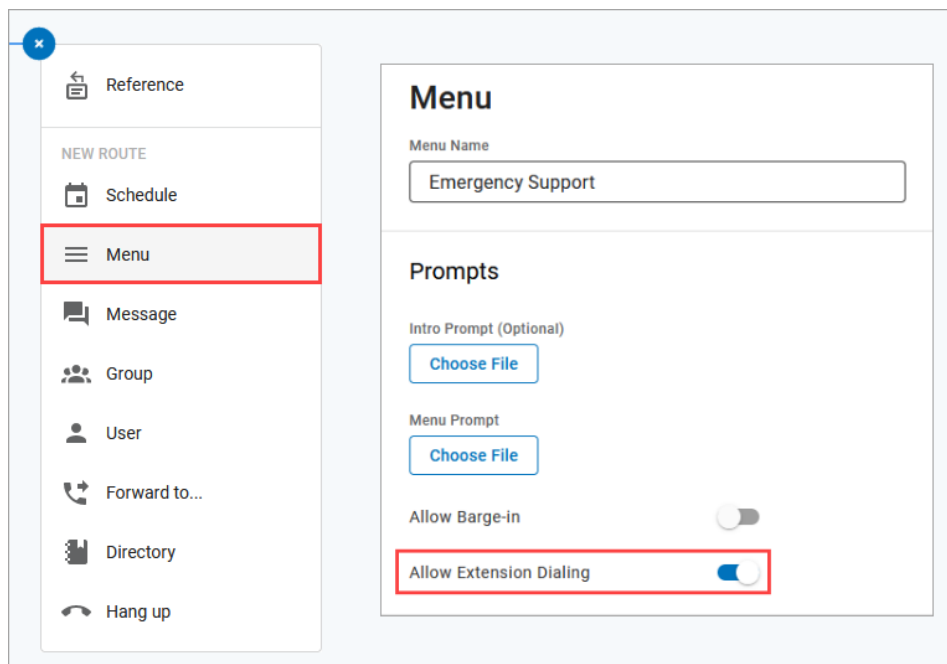 Reference
NEW ROUTE
Schedule
Menu
Message
Group
User
Forward to...
Directory
Hang up
Menu
Menu Name
Emergency Support
Prompts
Intro Prompt (Optional)
Choose File
Menu Prompt
Choose File
Allow Barge-in
Allow Extension Dialing